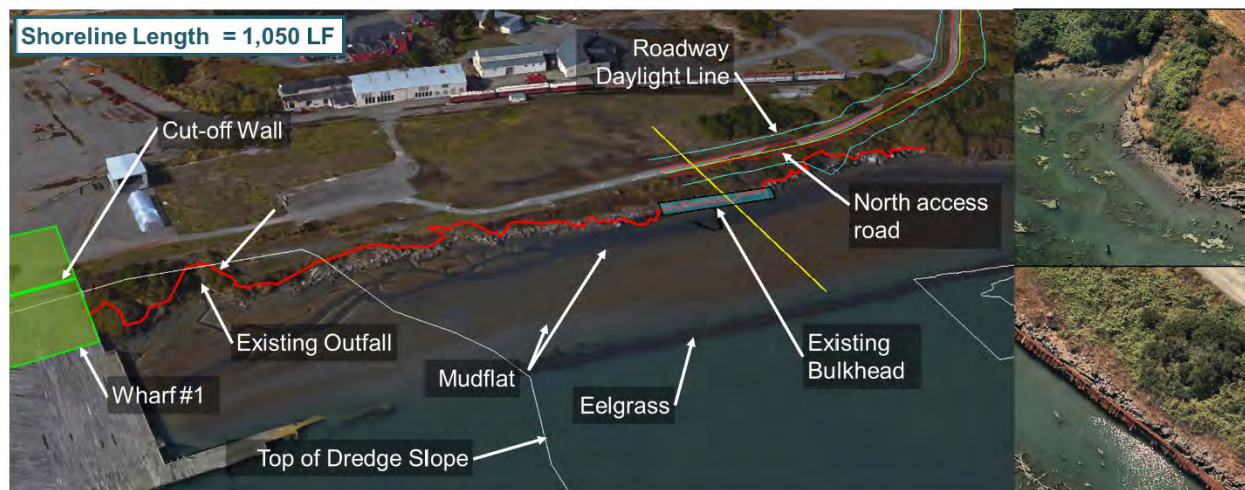 Shoreline Length = 1,050 LF
Roadway
Daylight Line
Cut-off Wall
North access
road
Existing Outfall
Mudflat
Existing
Bulkhead
Eelgrass
Wharf #1
Top of Dredge Slope